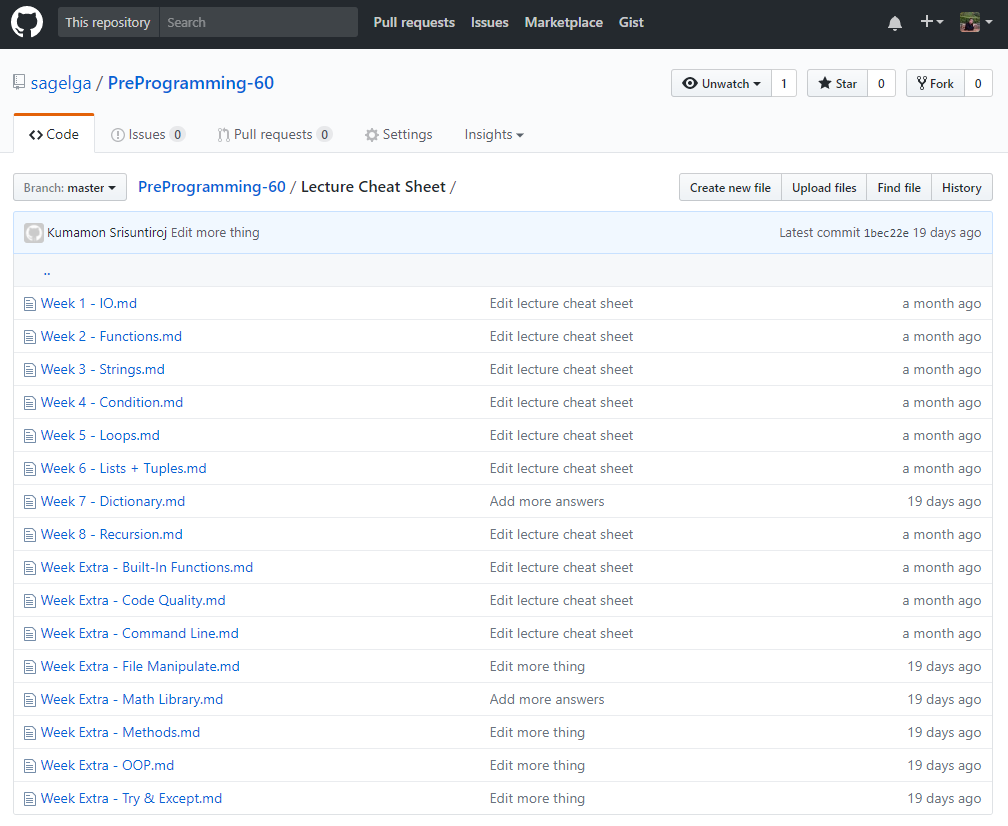 This repository Search Pull requests Issues Marketplace Gist
sagelga / PreProgramming-60 Unwatch 1 Star 0 Fork 0
Code Issues 0 Pull requests 0 Settings Insights
Branch: master PreProgramming-60 / Lecture Cheat Sheet / Create new file Upload files Find file History
Kumamon Srisuntiroj Edit more thing Latest commit 1bec22e 19 days ago
..
Week 1 - IO.md Edit lecture cheat sheet a month ago
Week 2 - Functions.md Edit lecture cheat sheet a month ago
Week 3 - Strings.md Edit lecture cheat sheet a month ago
Week 4 - Condition.md Edit lecture cheat sheet a month ago
Week 5 - Loops.md Edit lecture cheat sheet a month ago
Week 6 - Lists + Tuples.md Edit lecture cheat sheet a month ago
Week 7 - Dictionary.md Add more answers 19 days ago
Week 8 - Recursion.md Edit lecture cheat sheet a month ago
Week Extra - Built-In Functions.md Edit lecture cheat sheet a month ago
Week Extra - Code Quality.md Edit lecture cheat sheet a month ago
Week Extra - Command Line.md Edit lecture cheat sheet a month ago
Week Extra - File Manipulate.md Edit more thing 19 days ago
Week Extra - Math Library.md Add more answers 19 days ago
Week Extra - Methods.md Edit more thing 19 days ago
Week Extra - OOP.md Edit more thing 19 days ago
Week Extra - Try & Except.md Edit more thing 19 days ago